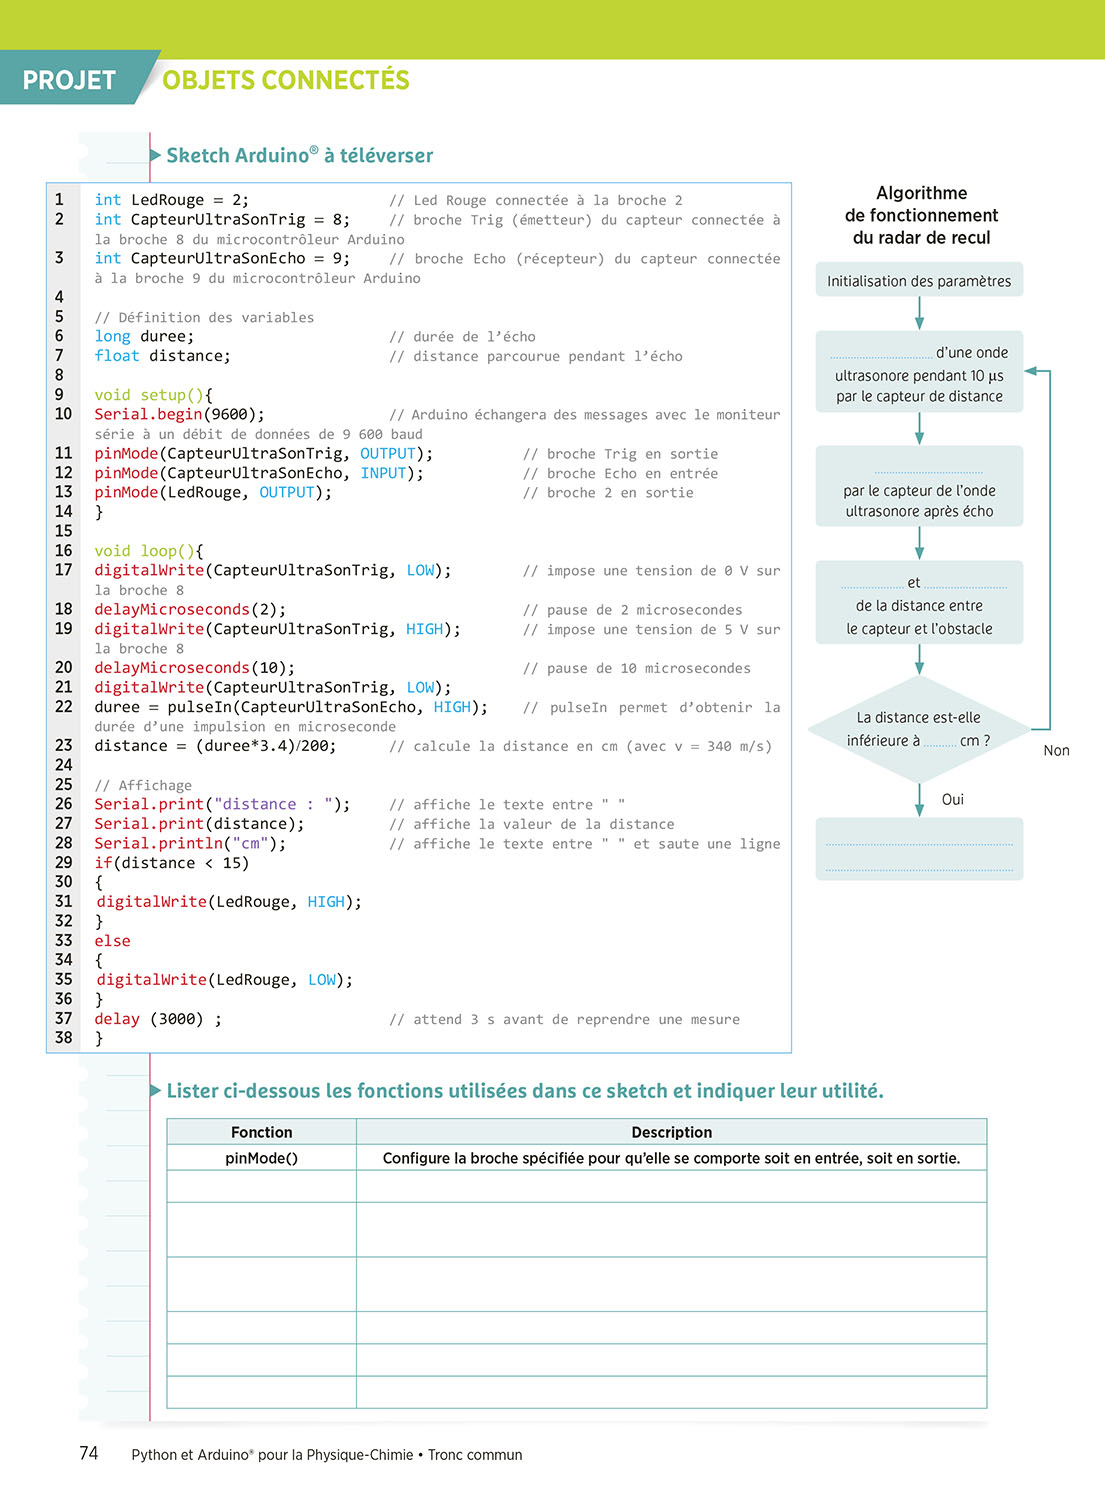 PROJET OBJETS CONNECTÉS
Sketch Arduino® à téléverser
1 int LedRouge = 2; // Led Rouge connectée à la broche 2
2 int CapteurUltraSonTrig = 8; // broche Trig (émetteur) du capteur connectée à
la broche 8 du microcontrôleur Arduino
3 int CapteurUltraSonEcho = 9; // broche Echo (récepteur) du capteur connectée
à la broche 9 du microcontrôleur Arduino
4
5 // Définition des variables
6 long duree; // durée de l’écho
7 float distance; // distance parcourue pendant l’écho
8
9 void setup(){
10 Serial.begin(9600); // Arduino échangera des messages avec le moniteur
série à un débit de données de 9 600 baud
11 pinMode(CapteurUltraSonTrig, OUTPUT); // broche Trig en sortie
12 pinMode(CapteurUltraSonEcho, INPUT); // broche Echo en entrée
13 pinMode(LedRouge, OUTPUT); // broche 2 en sortie
14 }
15
16 void loop(){
17 digitalWrite(CapteurUltraSonTrig, LOW); // impose une tension de 0 V sur
la broche 8
18 delayMicroseconds(2); // pause de 2 microsecondes
19 digitalWrite(CapteurUltraSonTrig, HIGH); // impose une tension de 5 V sur
la broche 8
20 delayMicroseconds(10); // pause de 10 microsecondes
21 digitalWrite(CapteurUltraSonTrig, LOW);
22 duree = pulseIn(CapteurUltraSonEcho, HIGH); // pulseIn permet d’obtenir la
durée d’une impulsion en microseconde
23 distance = (duree*3.4)/200; // calcule la distance en cm (avec v = 340 m/s)
24
25 // Affichage
26 Serial.print("distance : "); // affiche le texte entre " "
27 Serial.print(distance); // affiche la valeur de la distance
28 Serial.println("cm"); // affiche le texte entre " " et saute une ligne
29 if(distance < 15)
30 {
31 digitalWrite(LedRouge, HIGH);
32 }
33 else
34 {
35 digitalWrite(LedRouge, LOW);
36 }
37 delay (3000) ; // attend 3 s avant de reprendre une mesure
38 }
Algorithme
de fonctionnement
du radar de recul
Initialisation des paramètres
.................... d’une onde
ultrasonore pendant 10 µs
par le capteur de distance
....................
par le capteur de l’onde
ultrasonore après écho
.................... et ....................
de la distance entre
le capteur et l’obstacle
La distance est-elle
inférieure à .......... cm ?
Non
Oui
....................
....................
Lister ci-dessous les fonctions utilisées dans ce sketch et indiquer leur utilité.
Fonction Description
pinMode() Configure la broche spécifiée pour qu’elle se comporte soit en entrée, soit en sortie.
74 Python et Arduino® pour la Physique-Chimie • Tronc commun